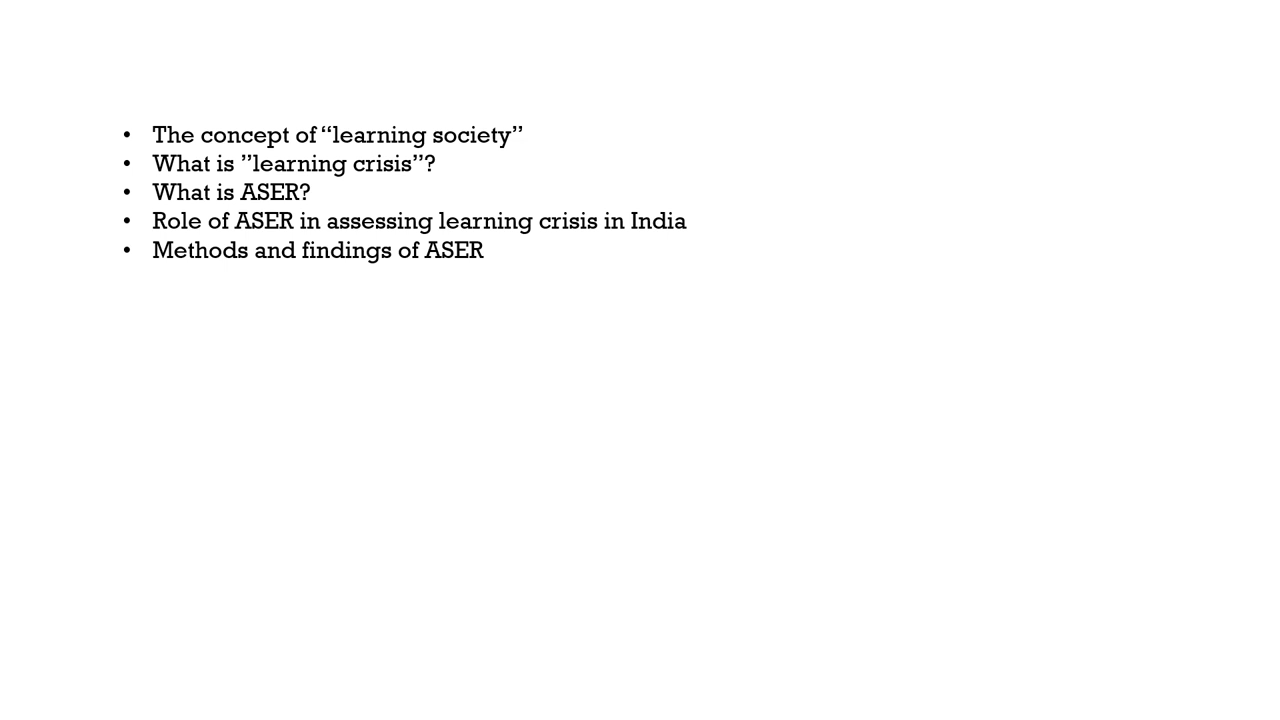 • The concept of “learning society”
• What is ”learning crisis”?
• What is ASER?
• Role of ASER in assessing learning crisis in India
• Methods and findings of ASER